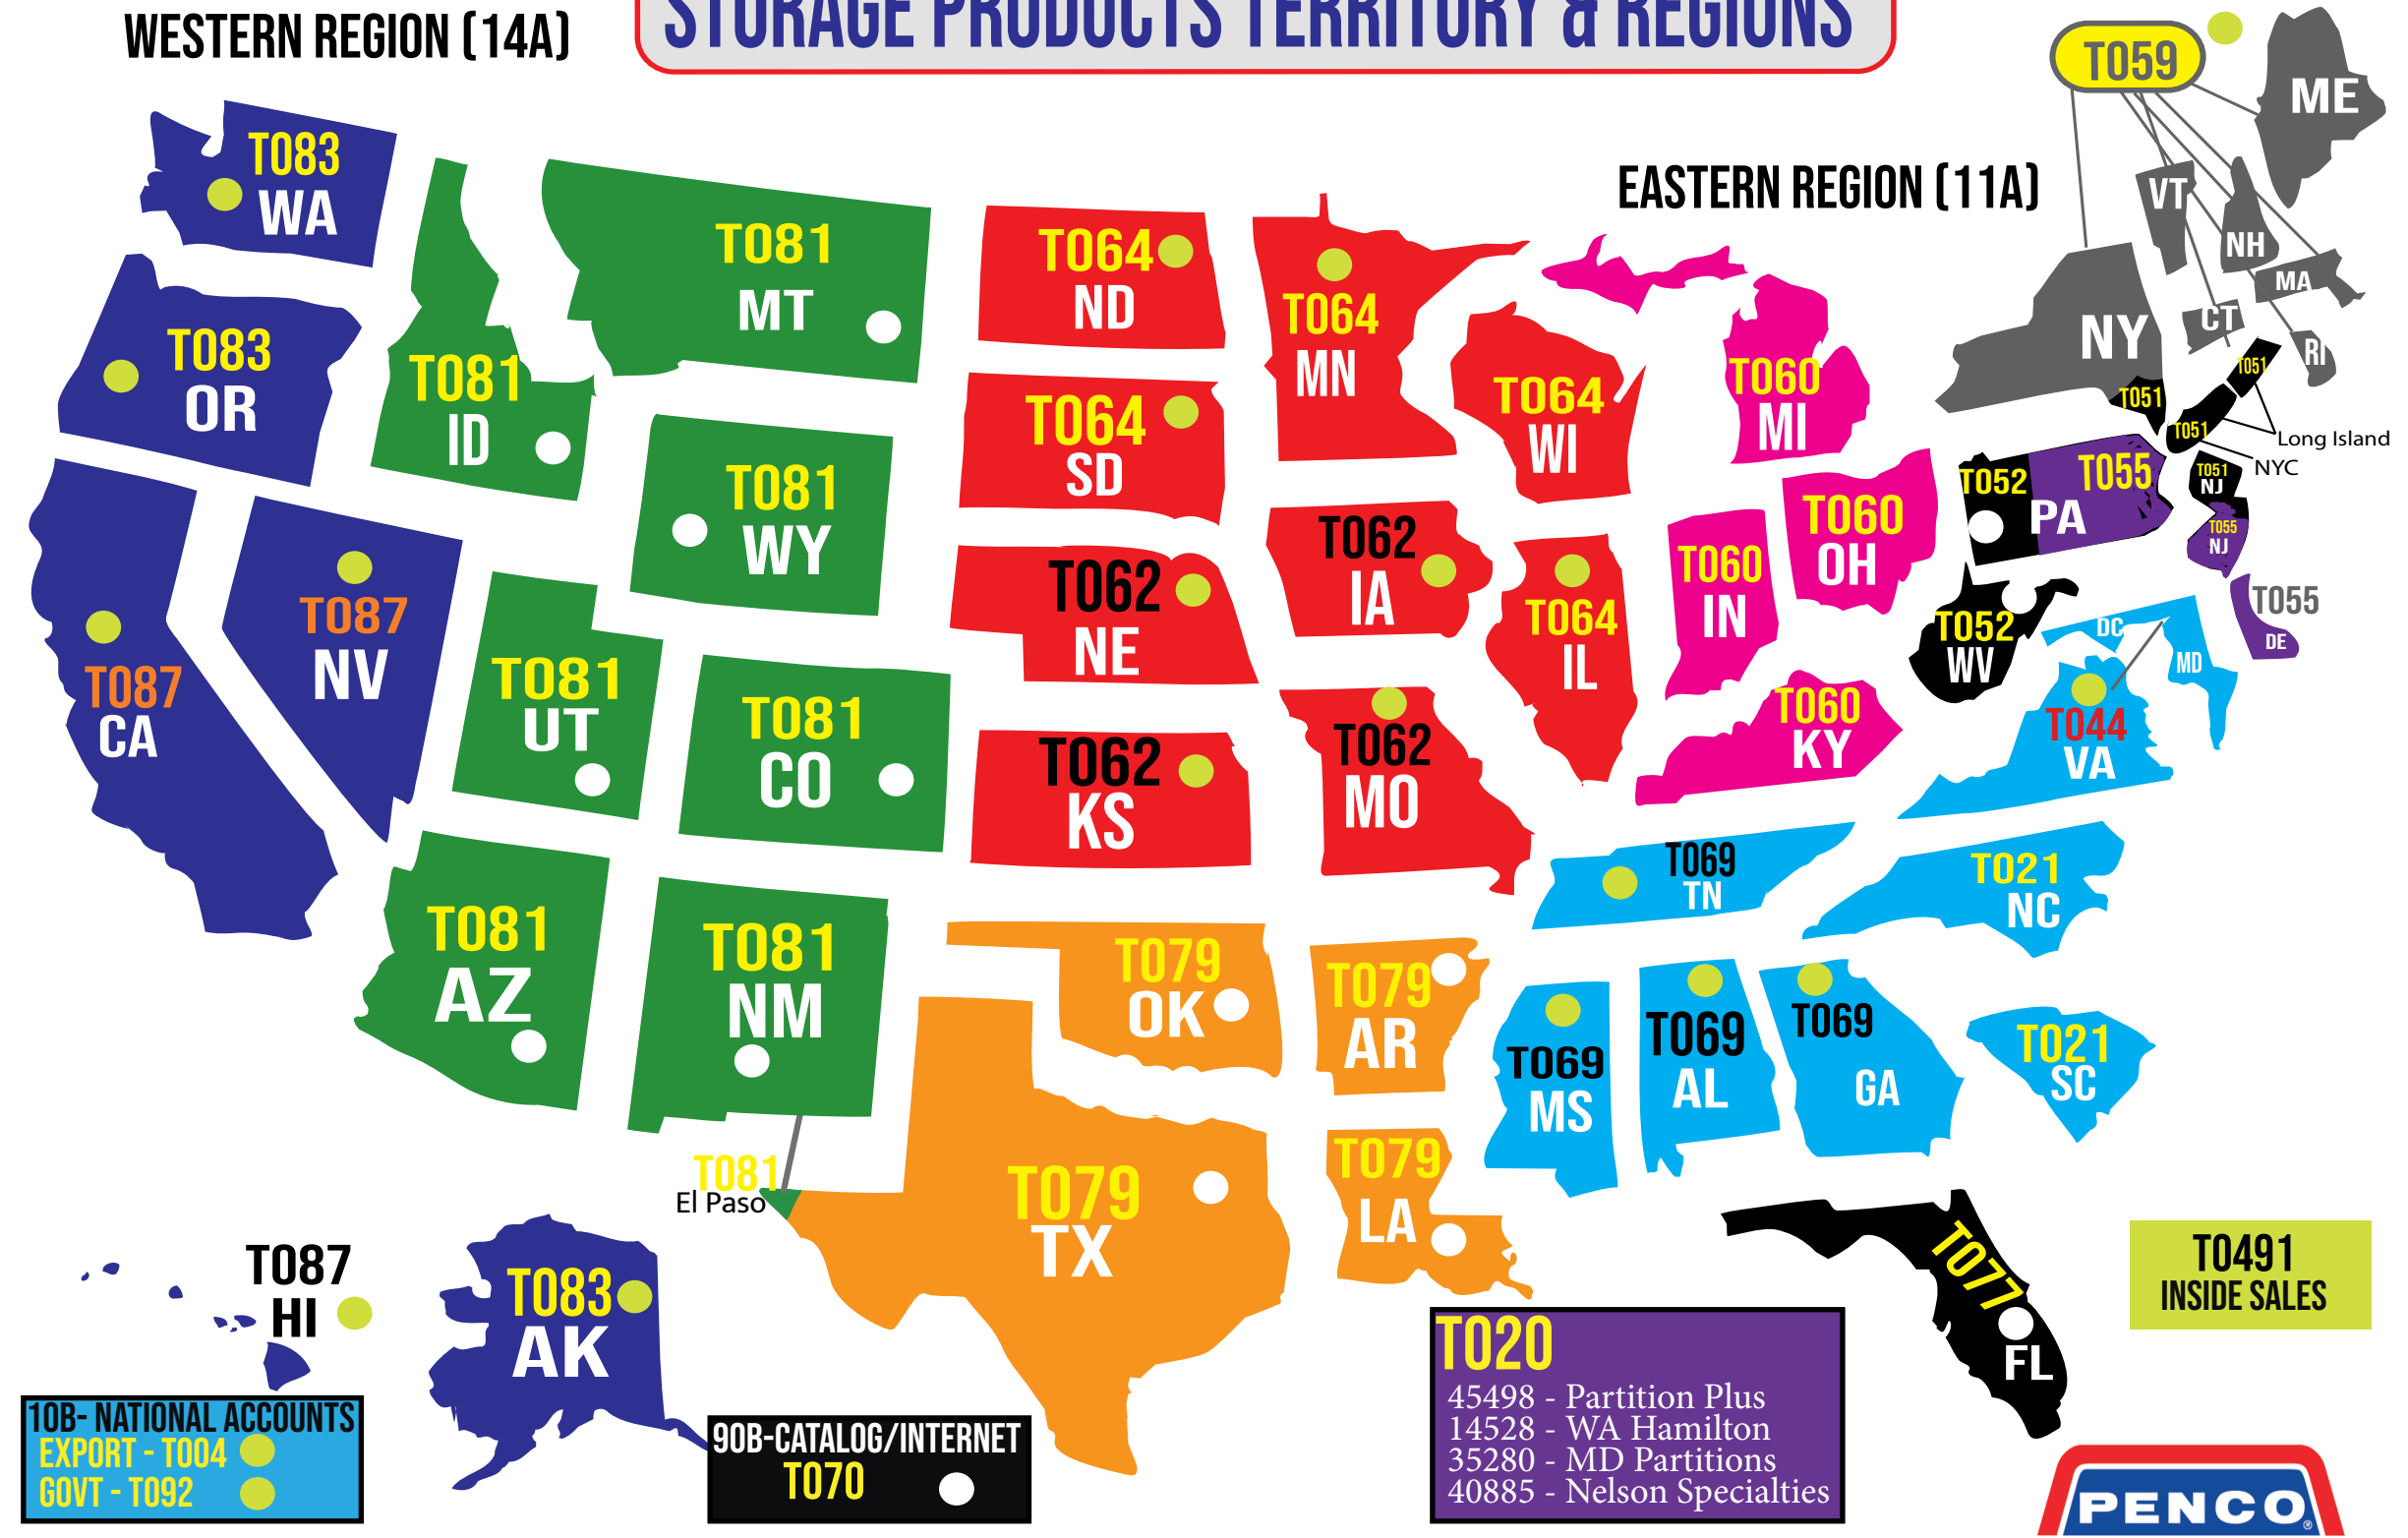 STORAGE PRODUCTS TERRITORY & REGIONS
WESTERN REGION (14A)
EASTERN REGION (11A)
T059
ME
VT
NH
MA
CT
RI
NY
T051
T051
T051
Long Island
NYC
T083
WA
T083
OR
T081
ID
T081
MT
T064
ND
T064
MN
T064
WI
T060
MI
T087
CA
T087
NV
T081
WY
T064
SD
T062
NE
T062
IA
T064
IL
T060
IN
T060
OH
T052
T055
PA
T051
NJ
T055
NJ
T055
DE
T052
WV
DC
MD
T044
VA
T060
KY
T081
UT
T081
CO
T062
KS
T062
MO
T069
TN
T021
NC
T081
AZ
T081
NM
T079
OK
T079
AR
T069
MS
T069
AL
T069
GA
T021
SC
T081
El Paso
T079
TX
T079
LA
T077
FL
T087
HI
T083
AK
T0491
INSIDE SALES
10B- NATIONAL ACCOUNTS
EXPORT - T004
GOVT - T092
90B-CATALOG/INTERNET
T070
T020
45498 - Partition Plus
14528 - WA Hamilton
35280 - MD Partitions
40885 - Nelson Specialties
PENCO®